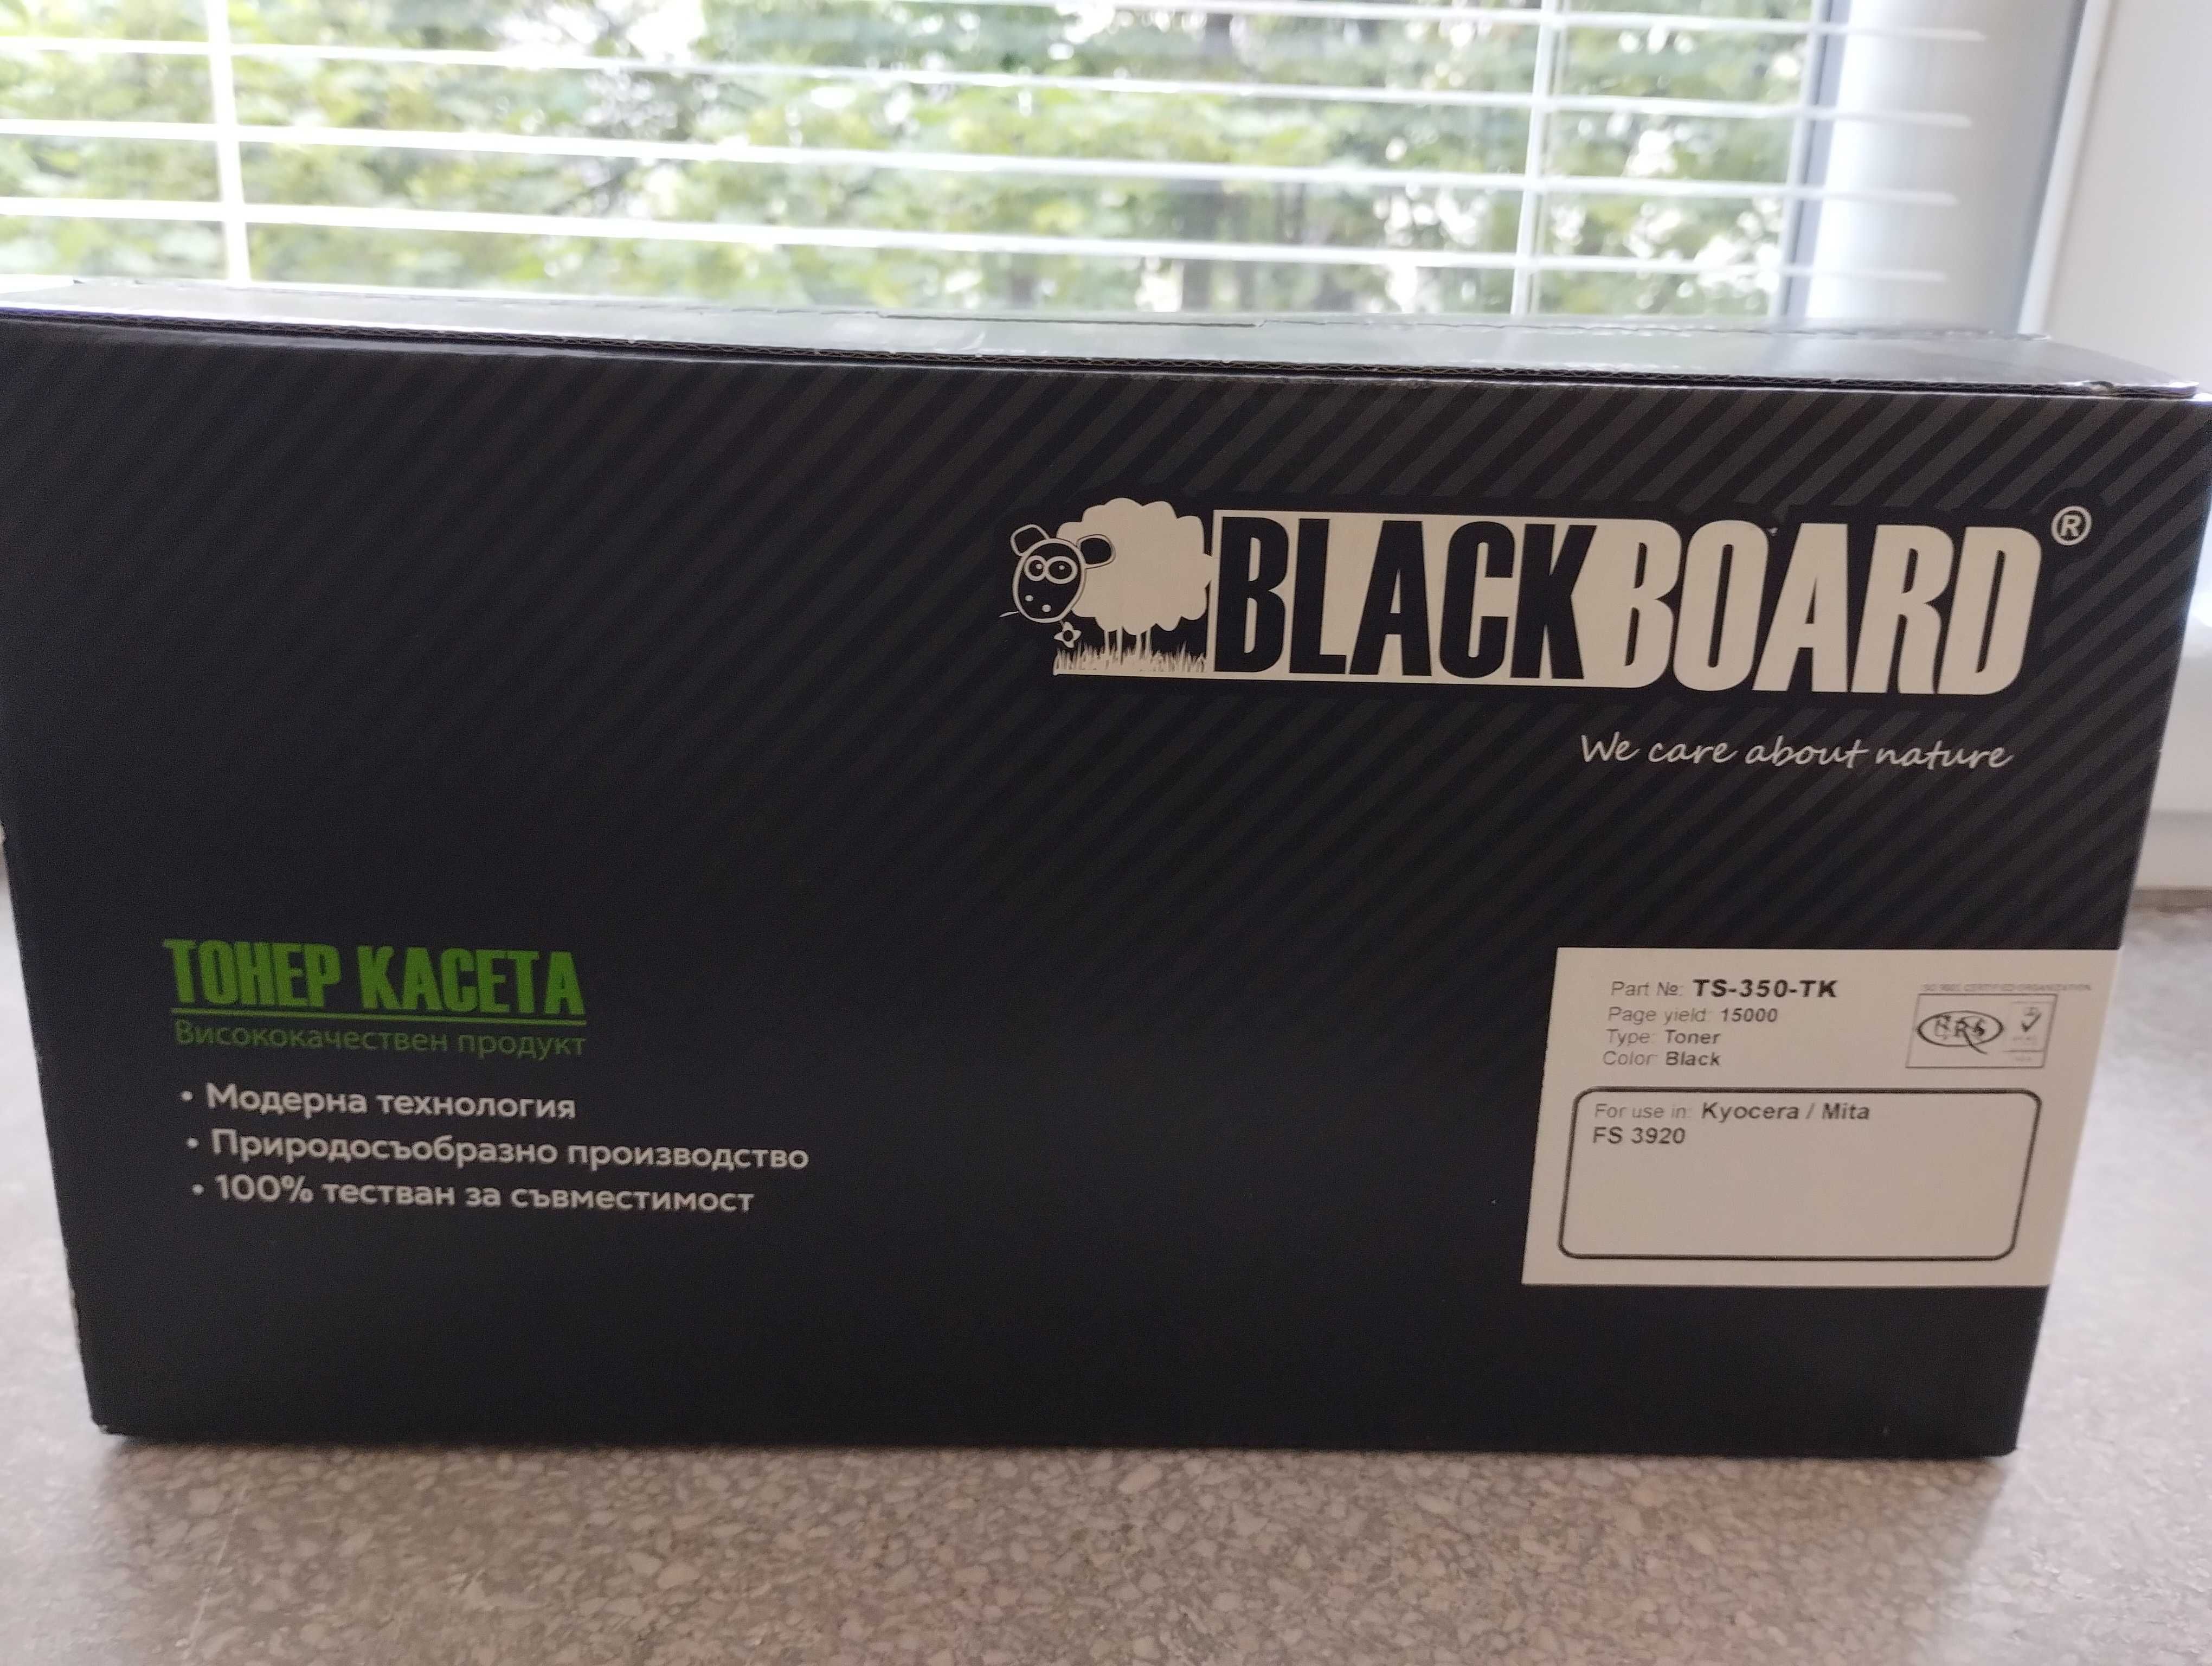 BLACKBOARD®
We care about nature
ТОНЕР КАСЕТА
Висококачествен продукт
• Модерна технология
• Природосъобразно производство
• 100% тестван за съвместимост
Part №: TS-350-TK
Page yield: 15000
Type: Toner
Color: Black
For use in: Kyocera / Mita
FS 3920